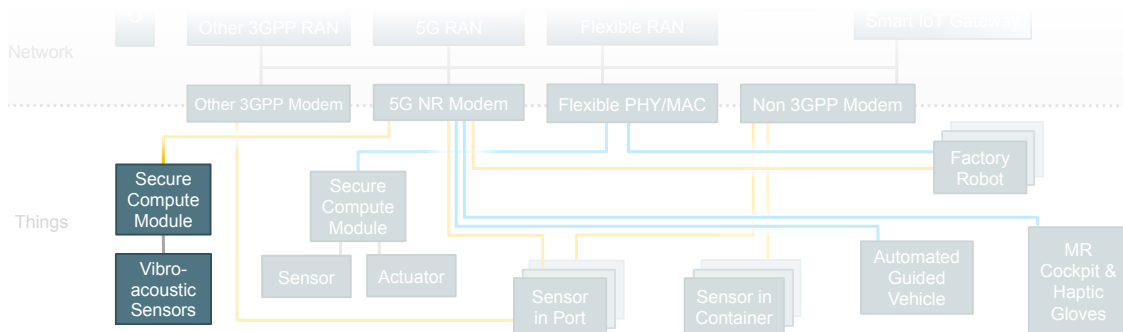 Other 3GPP RAN
5G RAN
Flexible RAN
Smart IoT Gateway
Network
Other 3GPP Modem
5G NR Modem
Flexible PHY/MAC
Non 3GPP Modem
Things
Secure
Compute
Module
Vibro-
acoustic
Sensors
Secure
Compute
Module
Sensor
Actuator
Sensor
in Port
Sensor in
Container
Automated
Guided
Vehicle
Factory
Robot
MR
Cockpit &
Haptic
Gloves